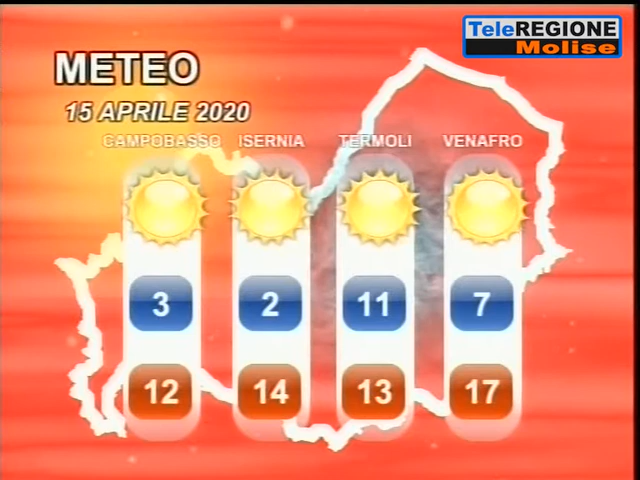 TeleREGIONE
Molise
METEO
15 APRILE 2020
CAMPOBASSO ISERNIA TERMOLI VENAFRO
3 2 11 7
12 14 13 17